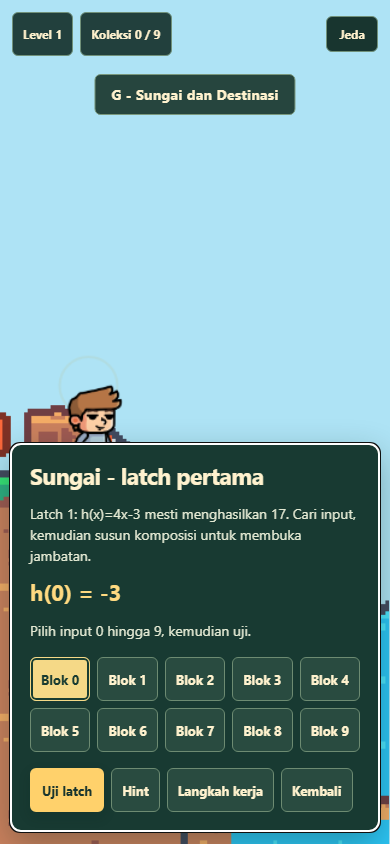 Level 1
Koleksi 0 / 9
Jeda
G - Sungai dan Destinasi
Sungai - latch pertama
Latch 1: h(x)=4x-3 mesti menghasilkan 17. Cari input,
kemudian susun komposisi untuk membuka
jambatan.
h(0) = -3
Pilih input 0 hingga 9, kemudian uji.
Blok 0
Blok 1
Blok 2
Blok 3
Blok 4
Blok 5
Blok 6
Blok 7
Blok 8
Blok 9
Uji latch
Hint
Langkah kerja
Kembali